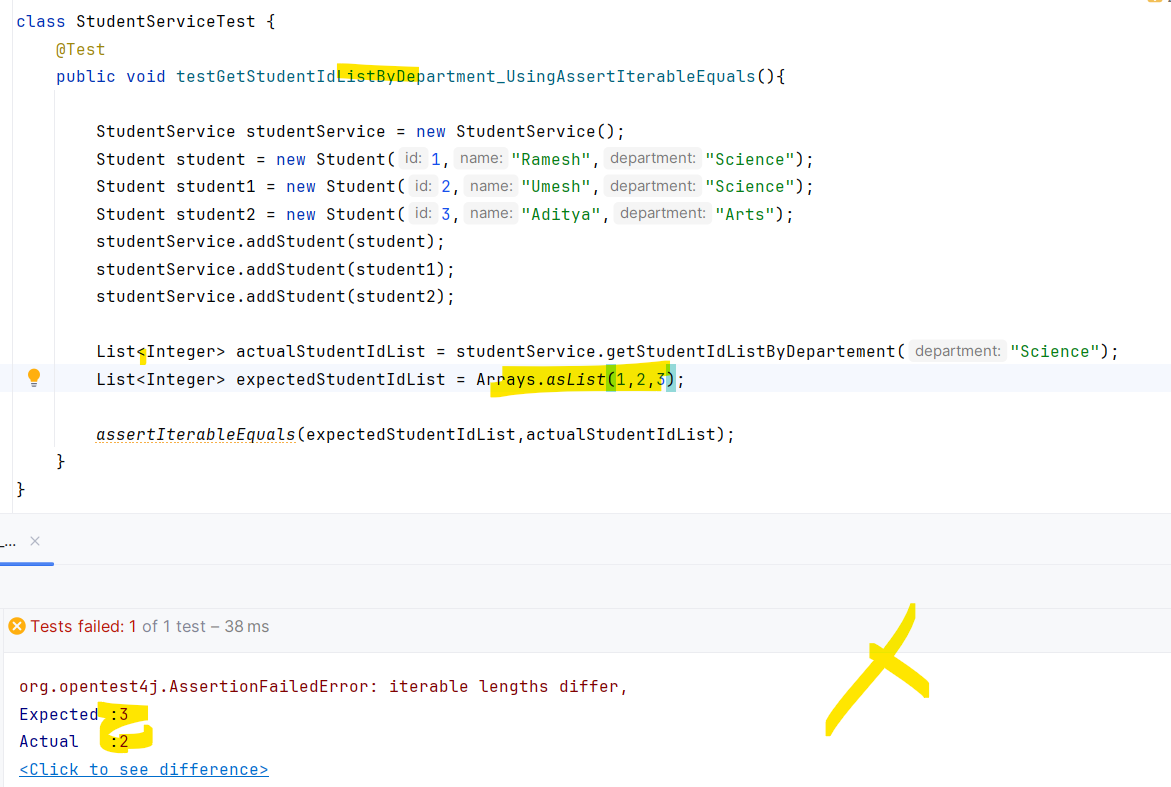 class StudentServiceTest {
@Test
public void testGetStudentIdListByDepartment_UsingAssertIterableEquals(){
StudentService studentService = new StudentService();
Student student = new Student( id: 1, name: "Ramesh", department: "Science");
Student student1 = new Student( id: 2, name: "Umesh", department: "Science");
Student student2 = new Student( id: 3, name: "Aditya", department: "Arts");
studentService.addStudent(student);
studentService.addStudent(student1);
studentService.addStudent(student2);
List<Integer> actualStudentIdList = studentService.getStudentIdListByDepartement( department: "Science");
List<Integer> expectedStudentIdList = Arrays.asList(1,2,3);
assertIterableEquals(expectedStudentIdList,actualStudentIdList);
}
}
_...
Tests failed: 1 of 1 test – 38 ms
org.opentest4j.AssertionFailedError: iterable lengths differ,
Expected :3
Actual :2
<Click to see difference>